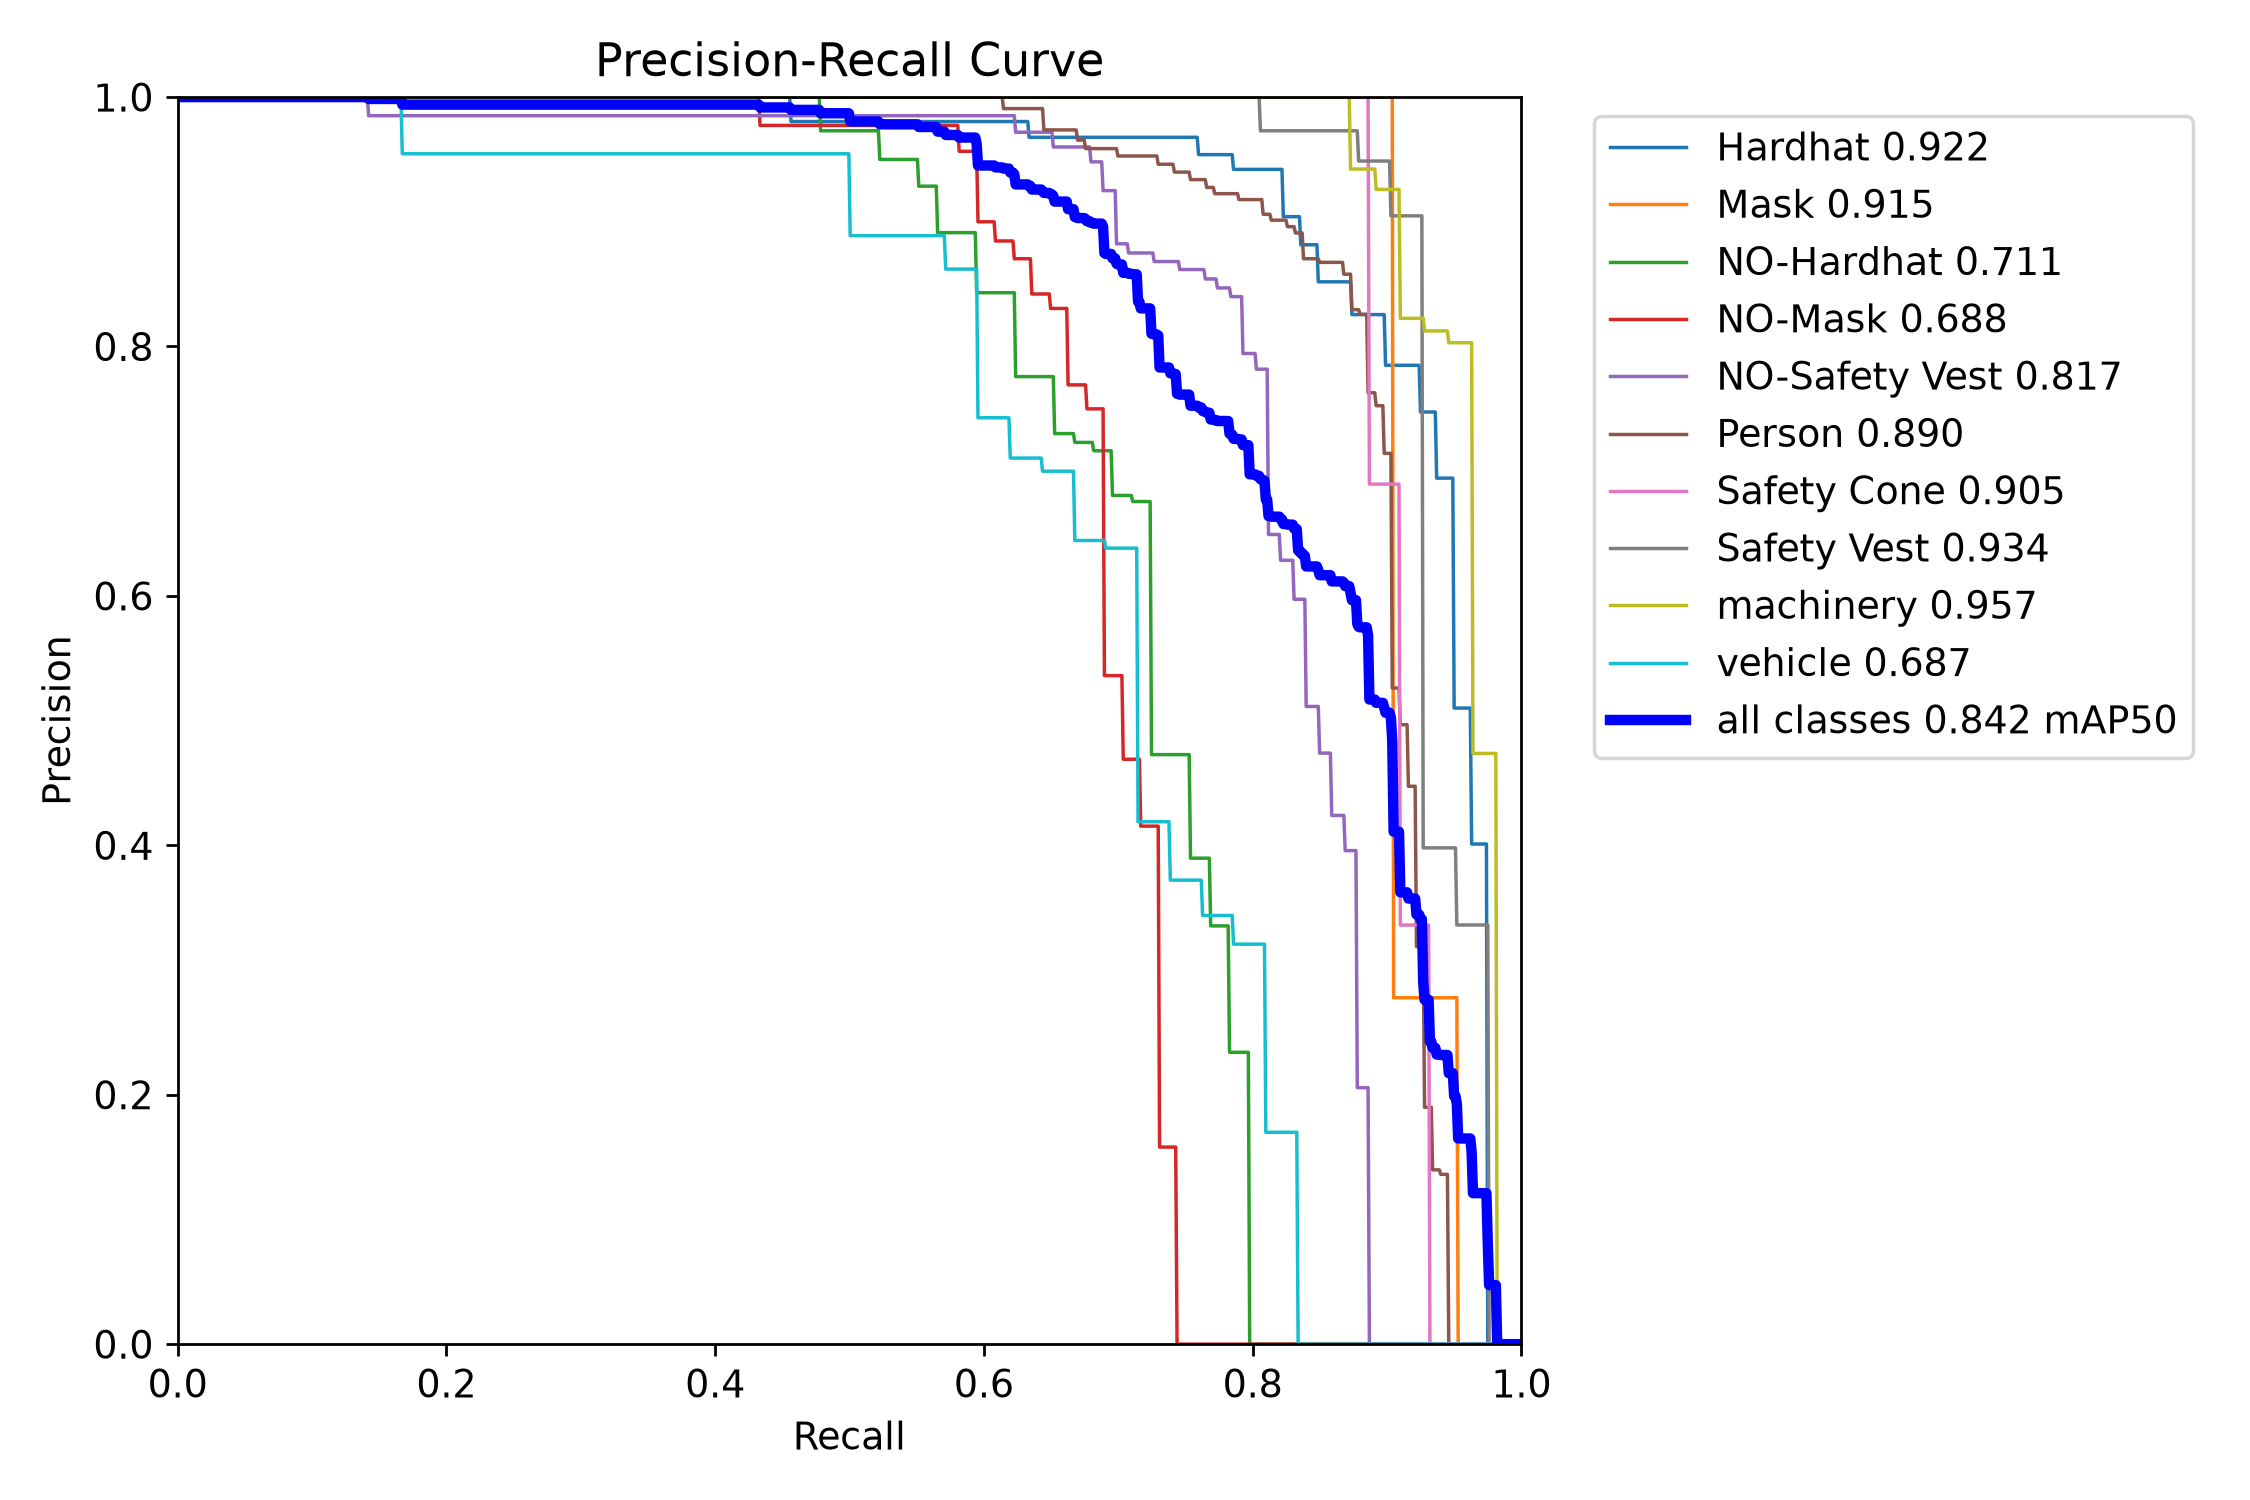 Precision-Recall Curve
1.0
0.8
0.6
0.4
0.2
0.0
Precision
0.0 0.2 0.4 0.6 0.8 1.0
Recall
Hardhat 0.922
Mask 0.915
NO-Hardhat 0.711
NO-Mask 0.688
NO-Safety Vest 0.817
Person 0.890
Safety Cone 0.905
Safety Vest 0.934
machinery 0.957
vehicle 0.687
all classes 0.842 mAP50